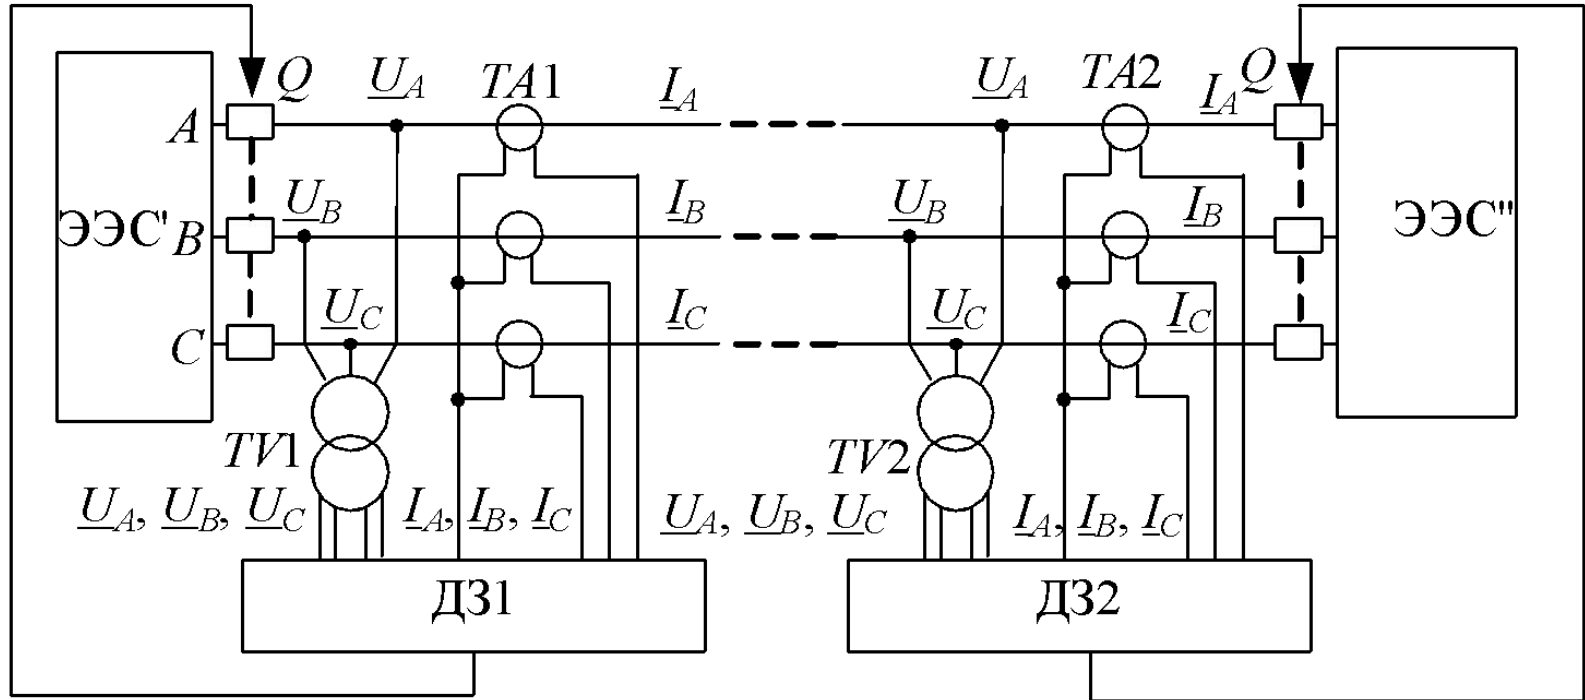 Q U_A TA1 I_A U_A TA2 I_A Q
A
ЭЭС' B U_B I_B U_B I_B ЭЭС"
C U_C I_C U_C I_C
TV1 TV2
U_A, U_B, U_C I_A, I_B, I_C U_A, U_B, U_C I_A, I_B, I_C
ДЗ1 ДЗ2